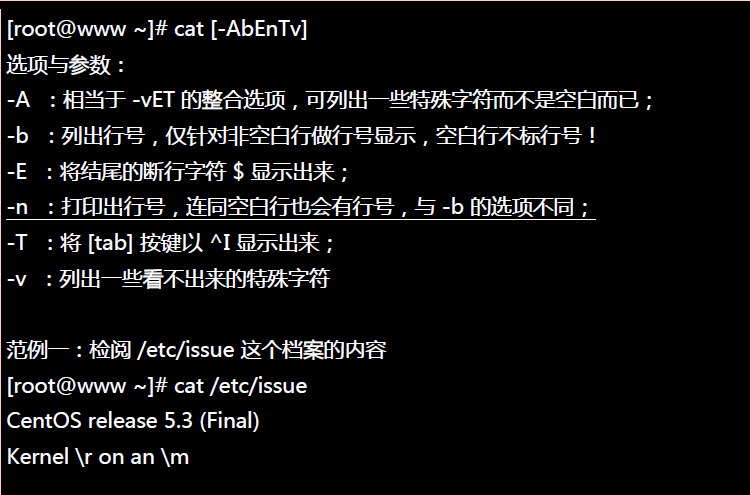 [root@www ~]# cat [-AbEnTv]
选项与参数：
-A ：相当于 -vET 的整合选项，可列出一些特殊字符而不是空白而已；
-b ：列出行号，仅针对非空白行做行号显示，空白行不标行号！
-E ：将结尾的断行字符 $ 显示出来；
-n ：打印出行号，连同空白行也会有行号，与 -b 的选项不同；
-T ：将 [tab] 按键以 ^I 显示出来；
-v ：列出一些看不出来的特殊字符
范例一：检阅 /etc/issue 这个档案的内容
[root@www ~]# cat /etc/issue
CentOS release 5.3 (Final)
Kernel \r on an \m